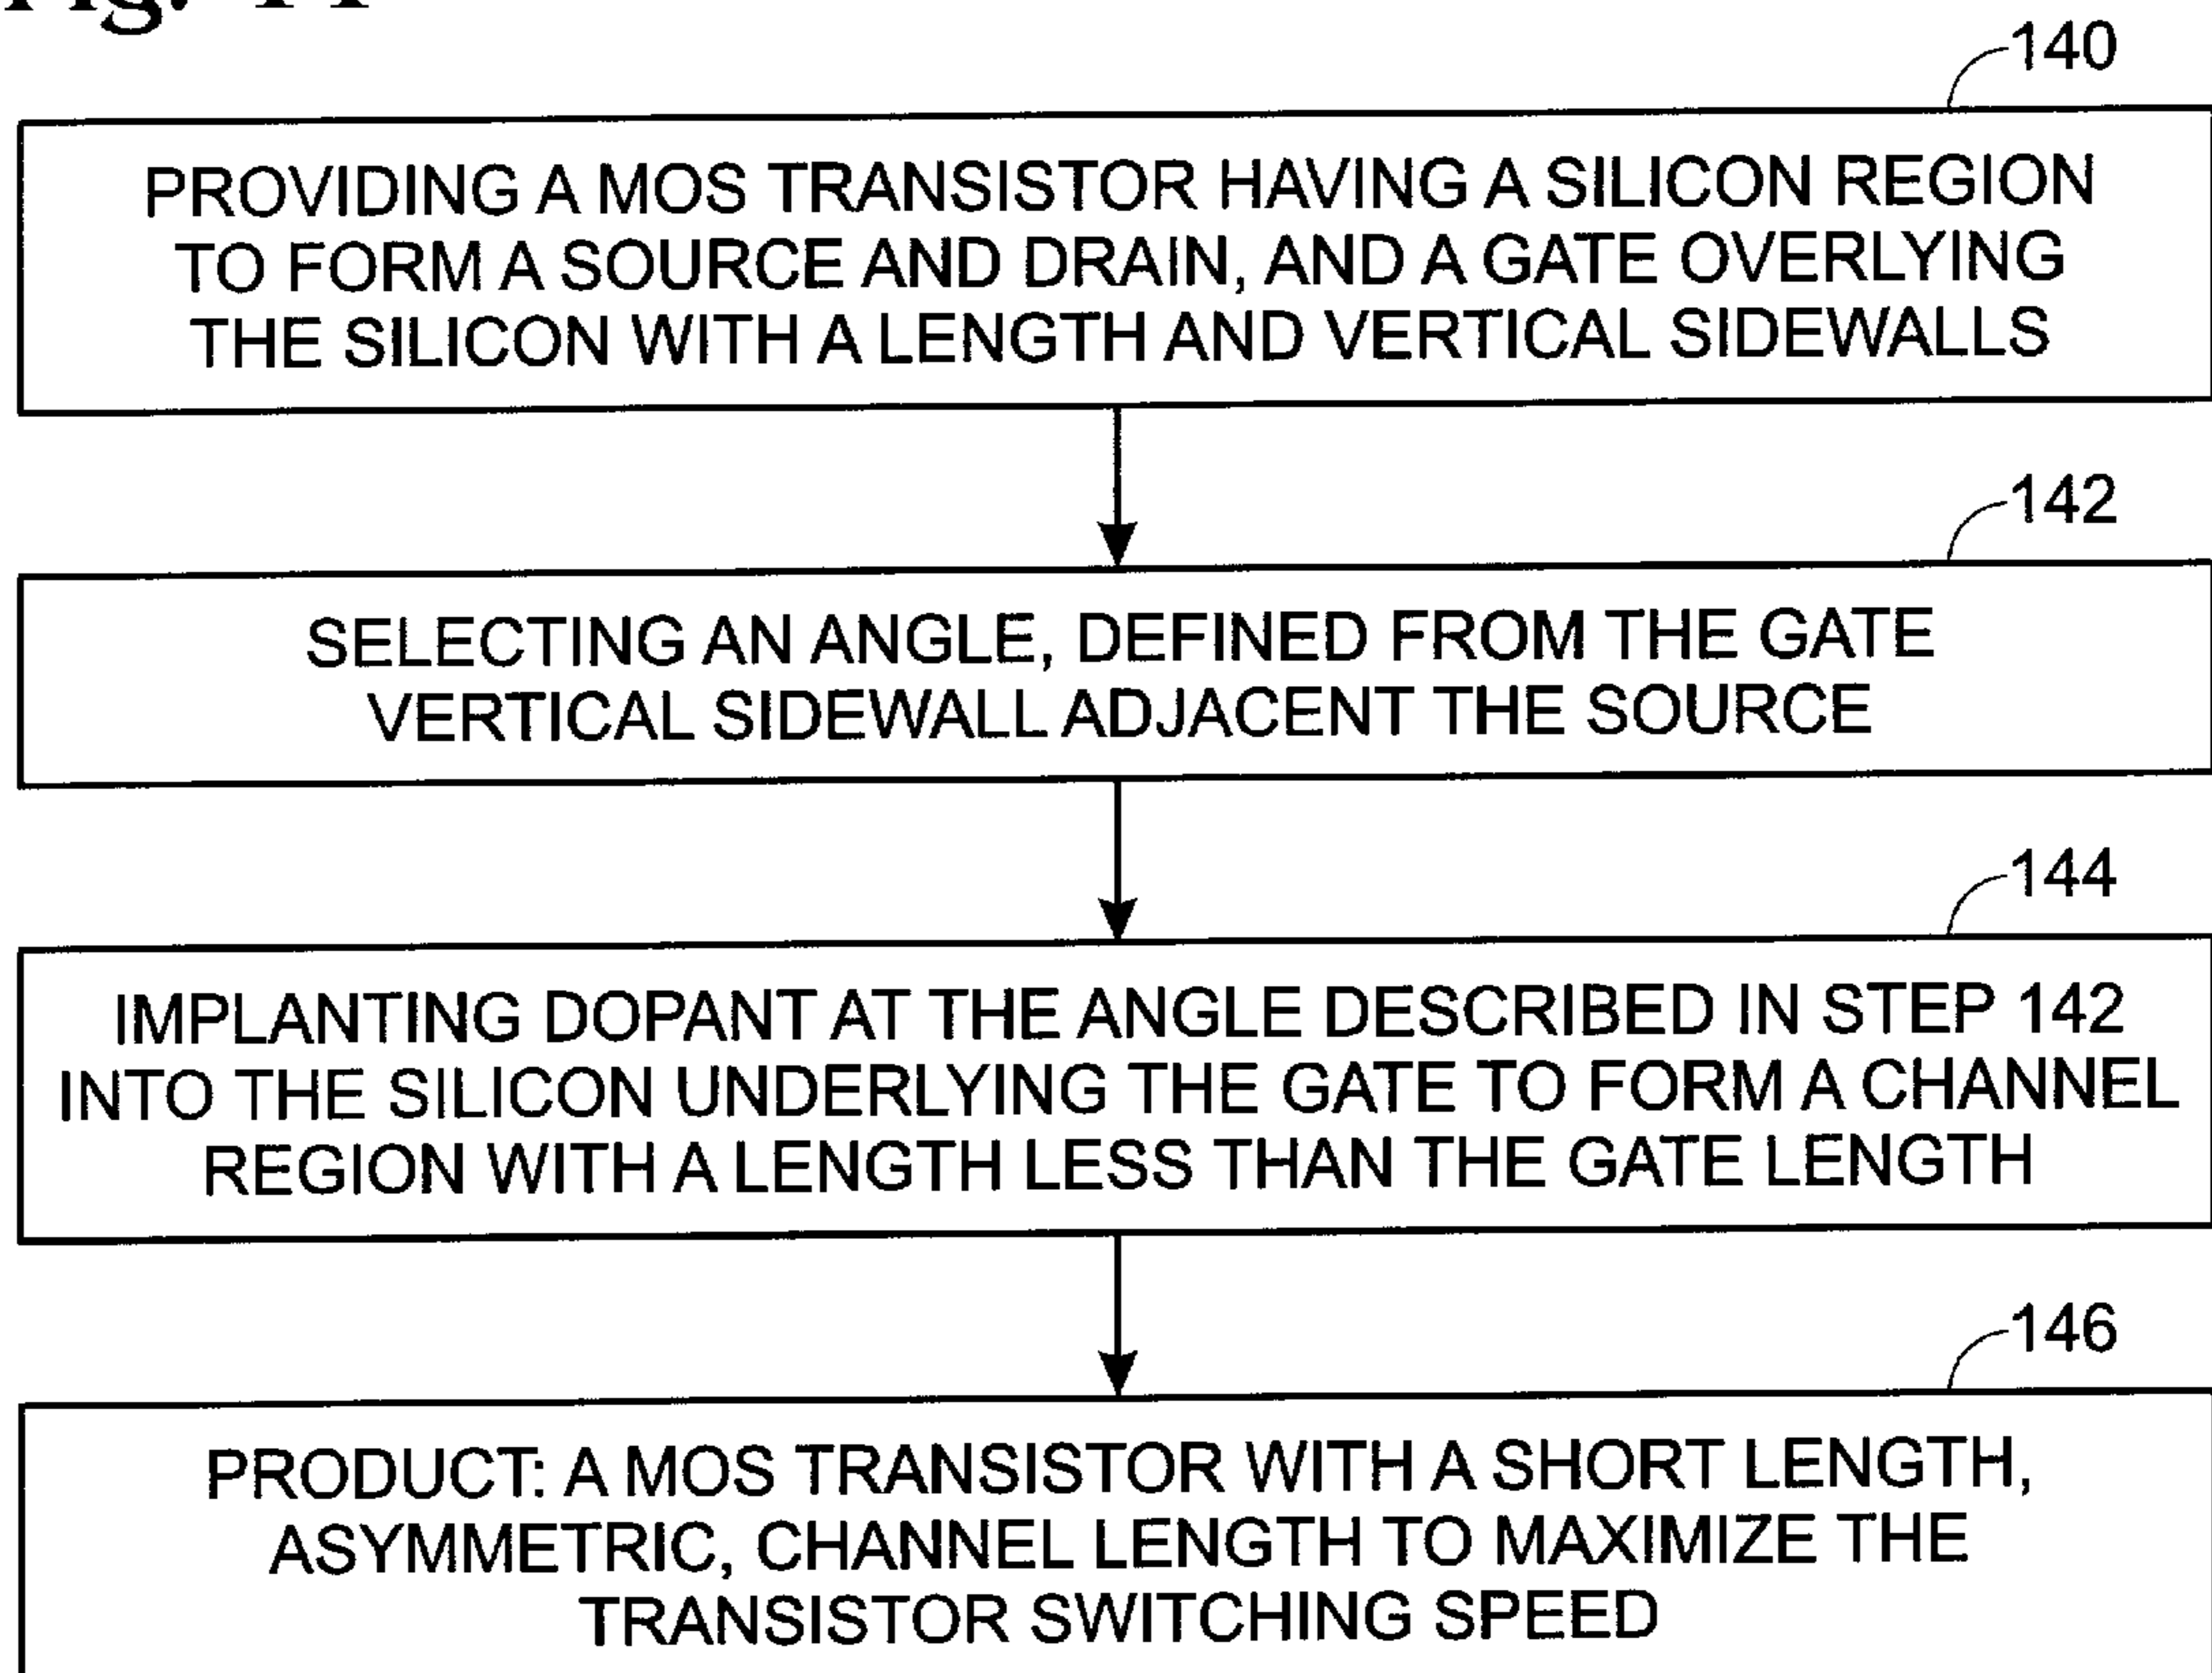 140
PROVIDING A MOS TRANSISTOR HAVING A SILICON REGION
TO FORM A SOURCE AND DRAIN, AND A GATE OVERLYING
THE SILICON WITH A LENGTH AND VERTICAL SIDEWALLS
142
SELECTING AN ANGLE, DEFINED FROM THE GATE
VERTICAL SIDEWALL ADJACENT THE SOURCE
144
IMPLANTING DOPANT AT THE ANGLE DESCRIBED IN STEP 142
INTO THE SILICON UNDERLYING THE GATE TO FORM A CHANNEL
REGION WITH A LENGTH LESS THAN THE GATE LENGTH
146
PRODUCT: A MOS TRANSISTOR WITH A SHORT LENGTH,
ASYMMETRIC, CHANNEL LENGTH TO MAXIMIZE THE
TRANSISTOR SWITCHING SPEED